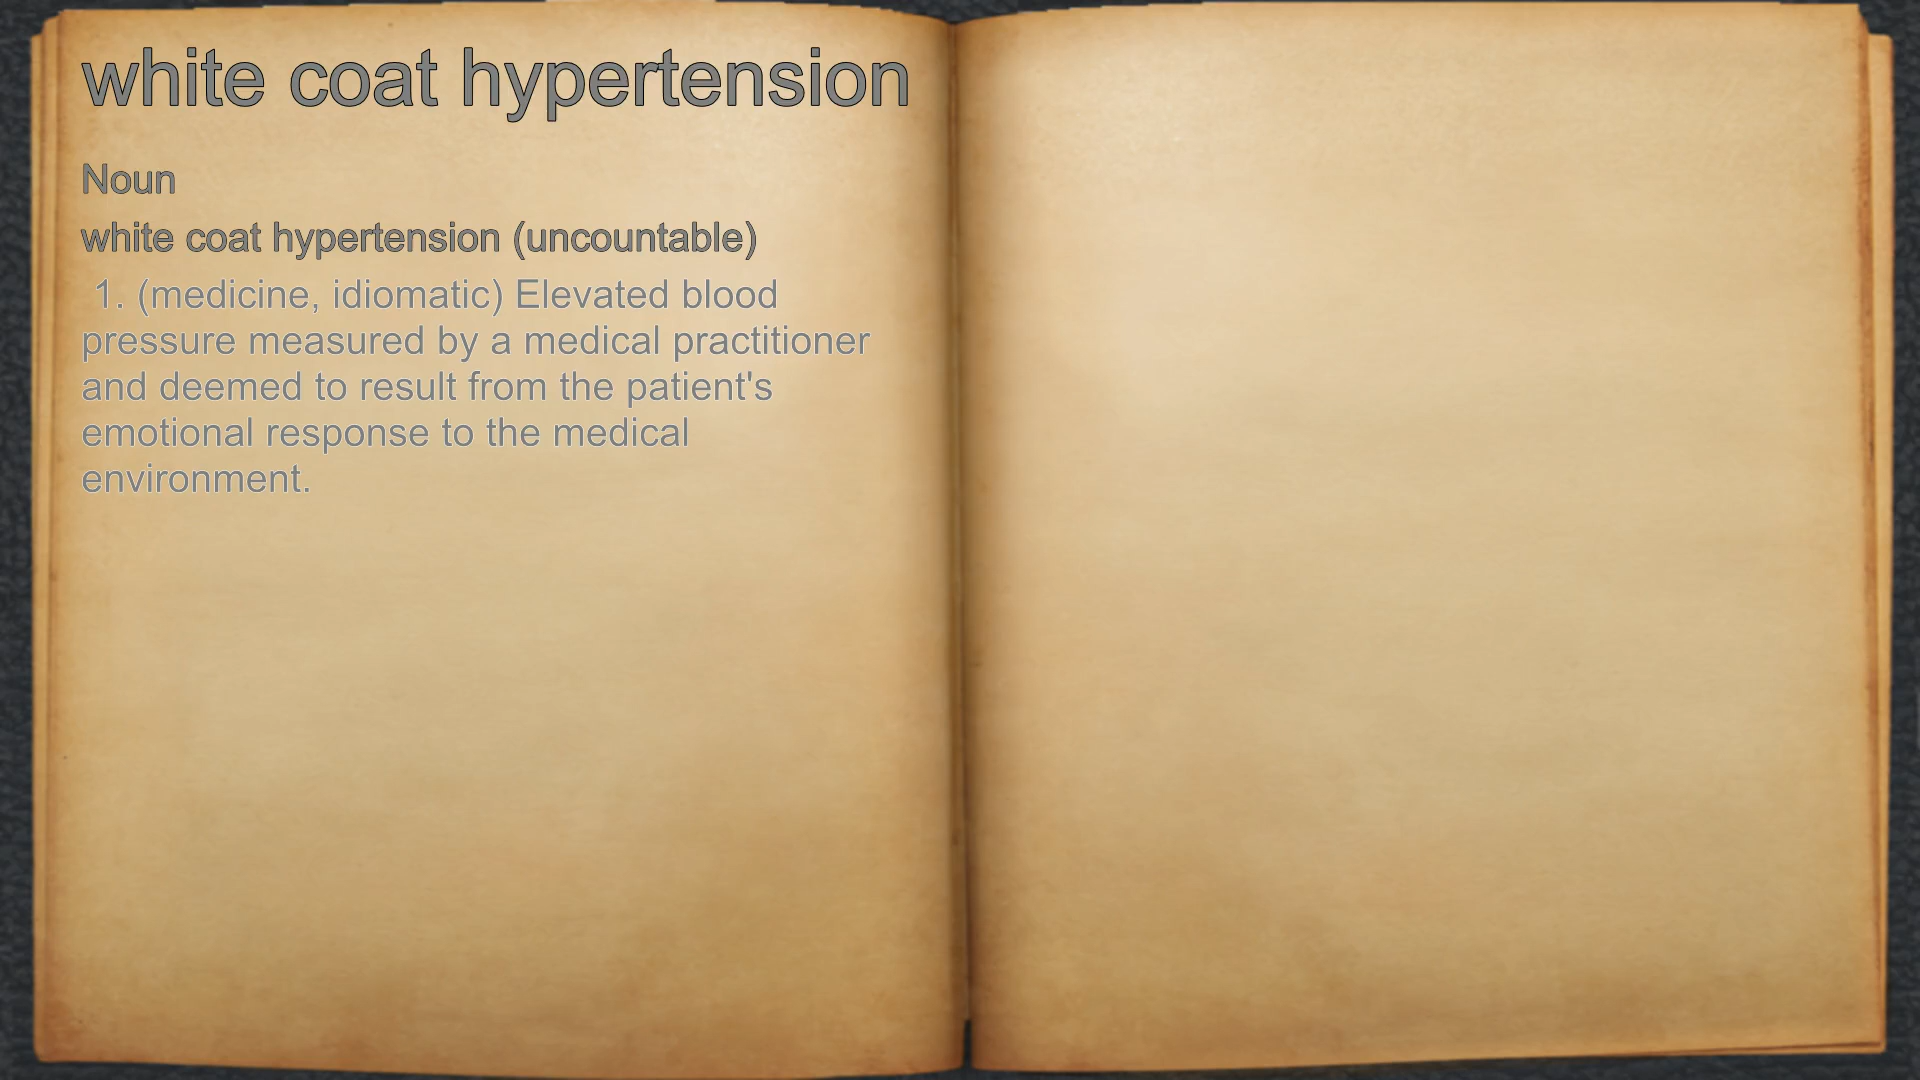 white coat hypertension
Noun
white coat hypertension (uncountable)
1. (medicine, idiomatic) Elevated blood
pressure measured by a medical practitioner
and deemed to result from the patient's
emotional response to the medical
environment.